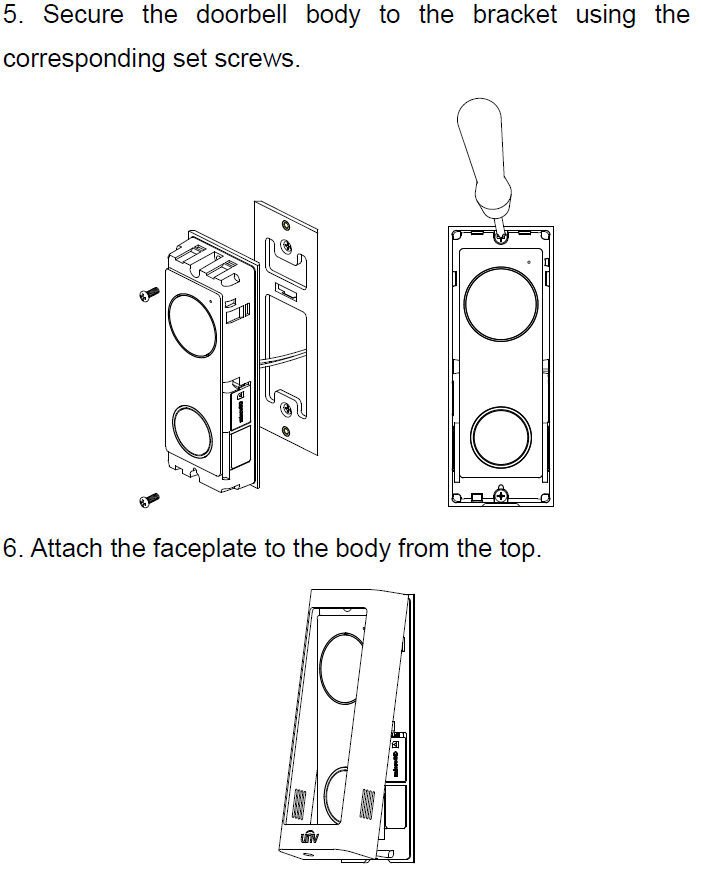 5. Secure the doorbell body to the bracket using the
corresponding set screws.
6. Attach the faceplate to the body from the top.
unv